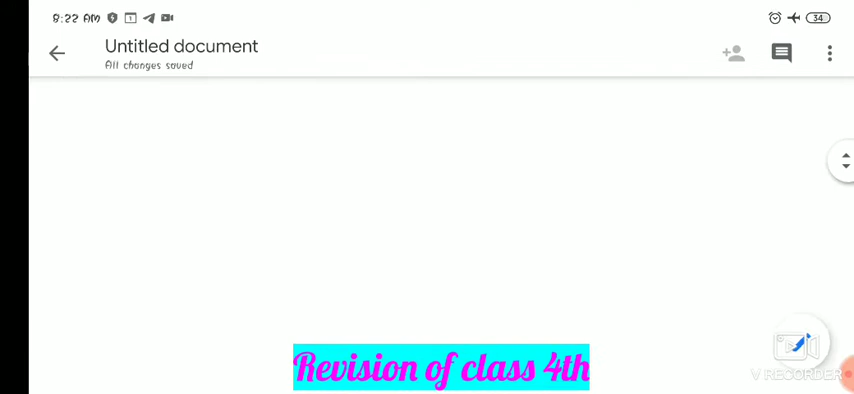 8:22 AM
34
Untitled document
All changes saved
Revision of class 4th
V RECORDER